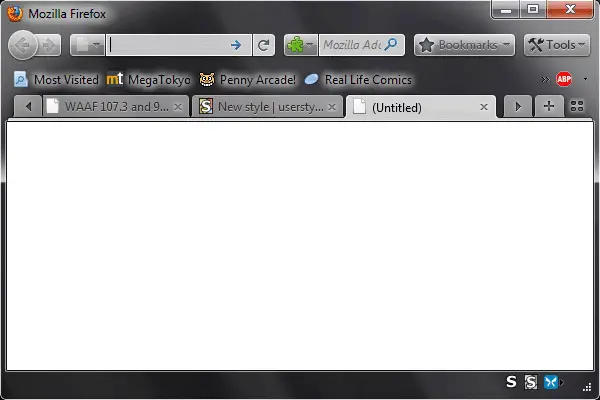 Mozilla Firefox
Mozilla Add Bookmarks Tools
Most Visited mt MegaTokyo Penny Arcade! Real Life Comics ABP
WAAF 107.3 and 9... S New style | usersty... (Untitled)
S S